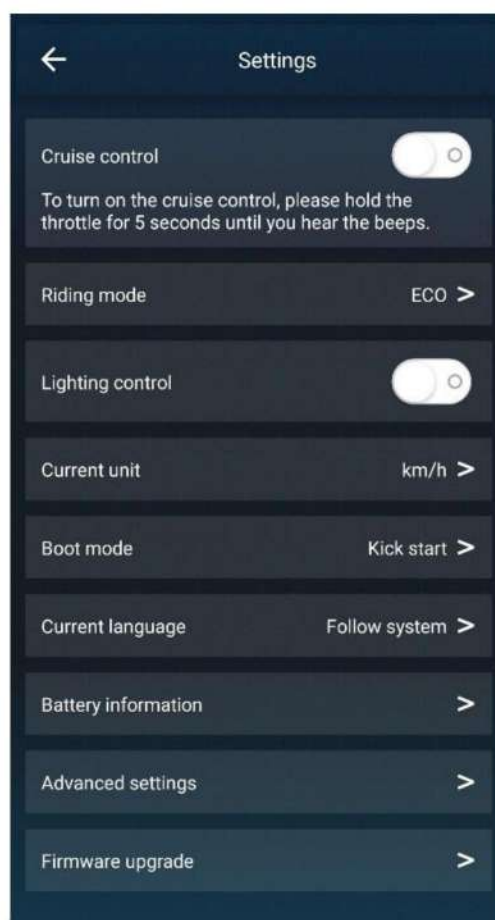 Settings
Cruise control
To turn on the cruise control, please hold the
throttle for 5 seconds until you hear the beeps.
Riding mode ECO >
Lighting control
Current unit km/h >
Boot mode Kick start >
Current language Follow system >
Battery information >
Advanced settings >
Firmware upgrade >